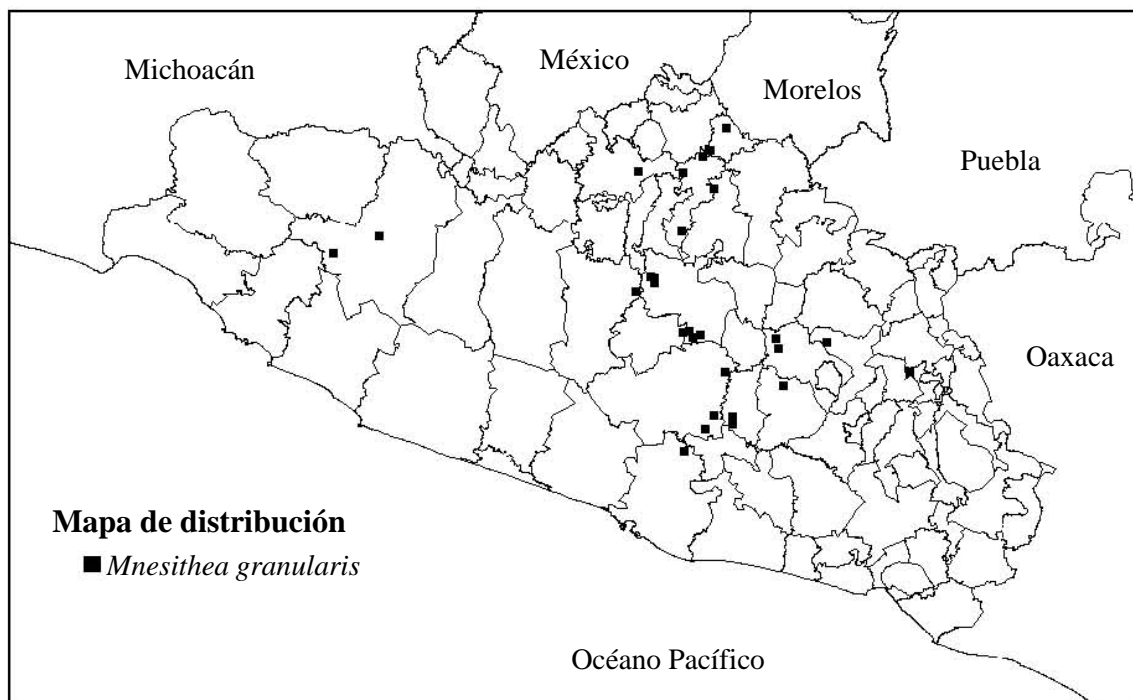 Michoacán
México
Morelos
Puebla
Oaxaca
Mapa de distribución
Mnesithea granularis
Océano Pacífico